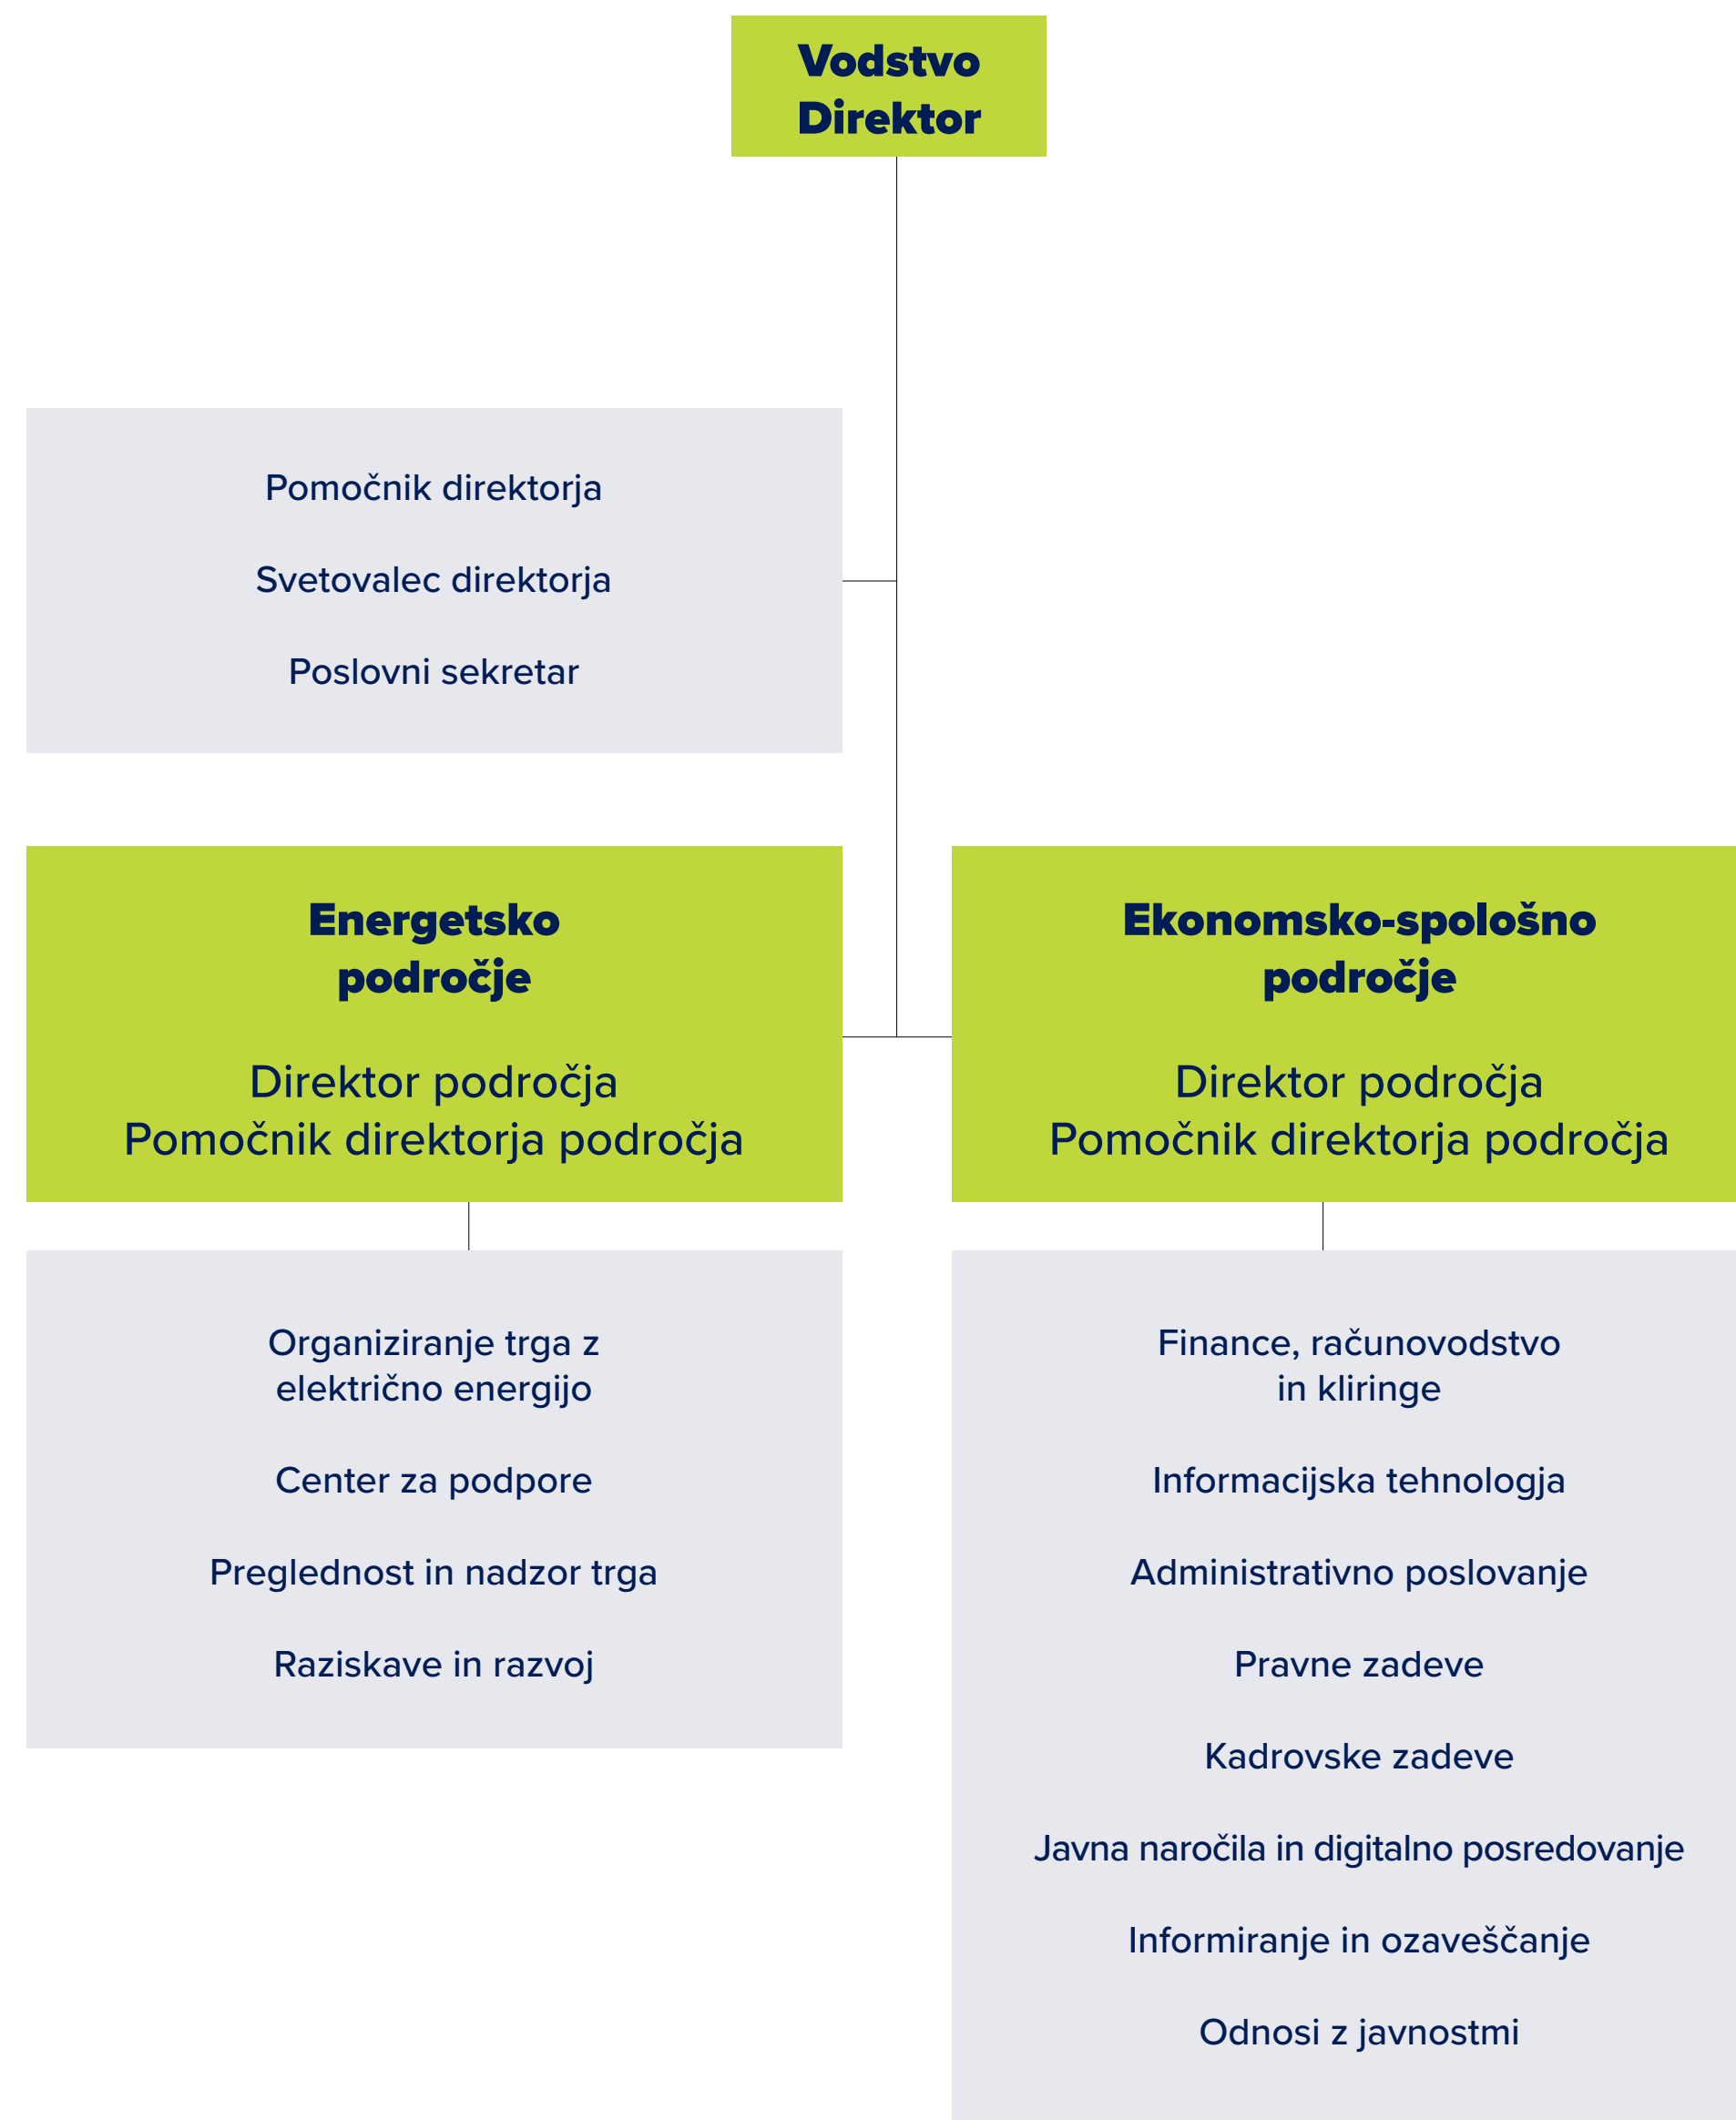 Vodstvo
Direktor
Pomočnik direktorja
Svetovalec direktorja
Poslovni sekretar
Energetsko
področje
Direktor področja
Pomočnik direktorja področja
Organiziranje trga z
električno energijo
Center za podpore
Preglednost in nadzor trga
Raziskave in razvoj
Ekonomsko-spološno
področje
Direktor področja
Pomočnik direktorja področja
Finance, računovodstvo
in kliringe
Informacijska tehnologja
Administrativno poslovanje
Pravne zadeve
Kadrovske zadeve
Javna naročila in digitalno posredovanje
Informiranje in ozaveščanje
Odnosi z javnostmi